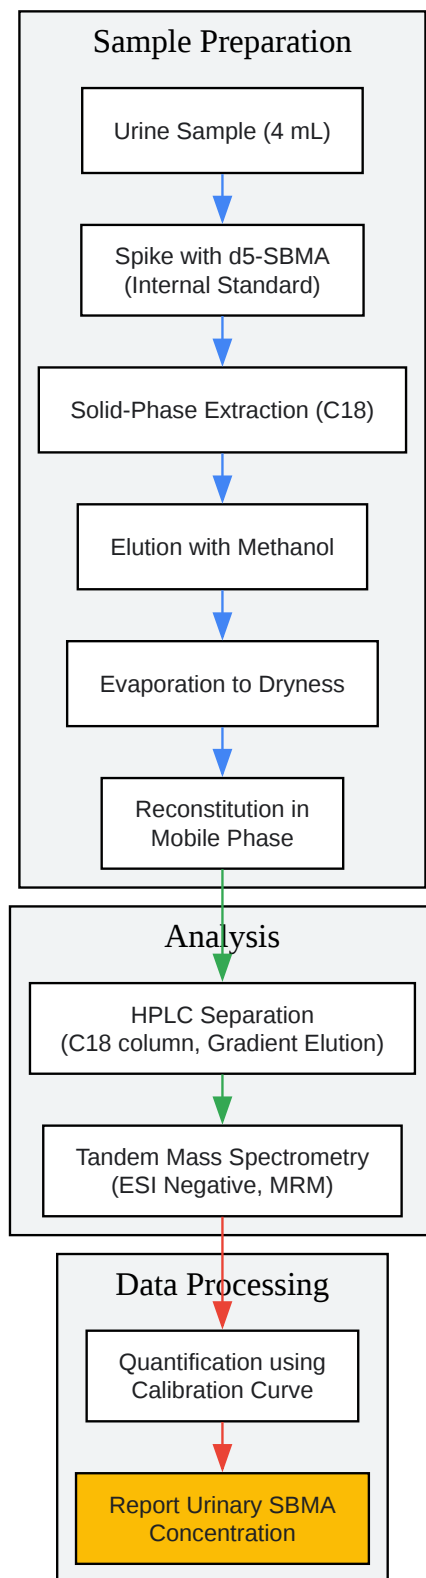 Sample Preparation
Urine Sample (4 mL)
Spike with d5-SBMA
(Internal Standard)
Solid-Phase Extraction (C18)
Elution with Methanol
Evaporation to Dryness
Reconstitution in
Mobile Phase
Analysis
HPLC Separation
(C18 column, Gradient Elution)
Tandem Mass Spectrometry
(ESI Negative, MRM)
Data Processing
Quantification using
Calibration Curve
Report Urinary SBMA
Concentration